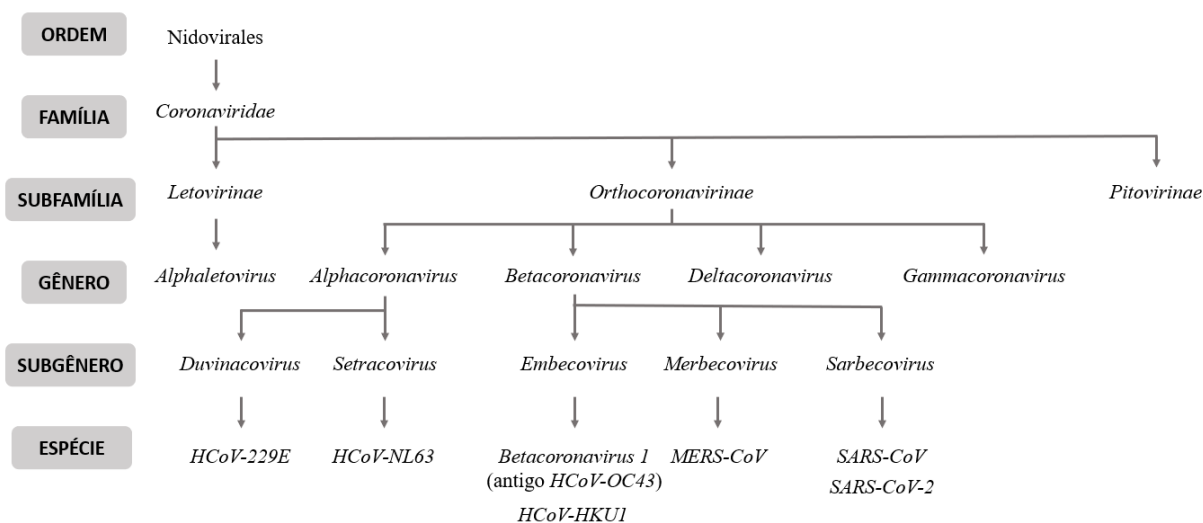 ORDEM
Nidovirales
FAMÍLIA
Coronaviridae
SUBFAMÍLIA
Letovirinae
Orthocoronavirinae
Pitovirinae
GÊNERO
Alphaletovirus
Alphacoronavirus
Betacoronavirus
Deltacoronavirus
Gammacoronavirus
SUBGÊNERO
Duvinacovirus
Setracovirus
Embecovirus
Merbecovirus
Sarbecovirus
ESPÉCIE
HCoV-229E
HCoV-NL63
Betacoronavirus 1
(antigo HCoV-OC43)
HCoV-HKU1
MERS-CoV
SARS-CoV
SARS-CoV-2